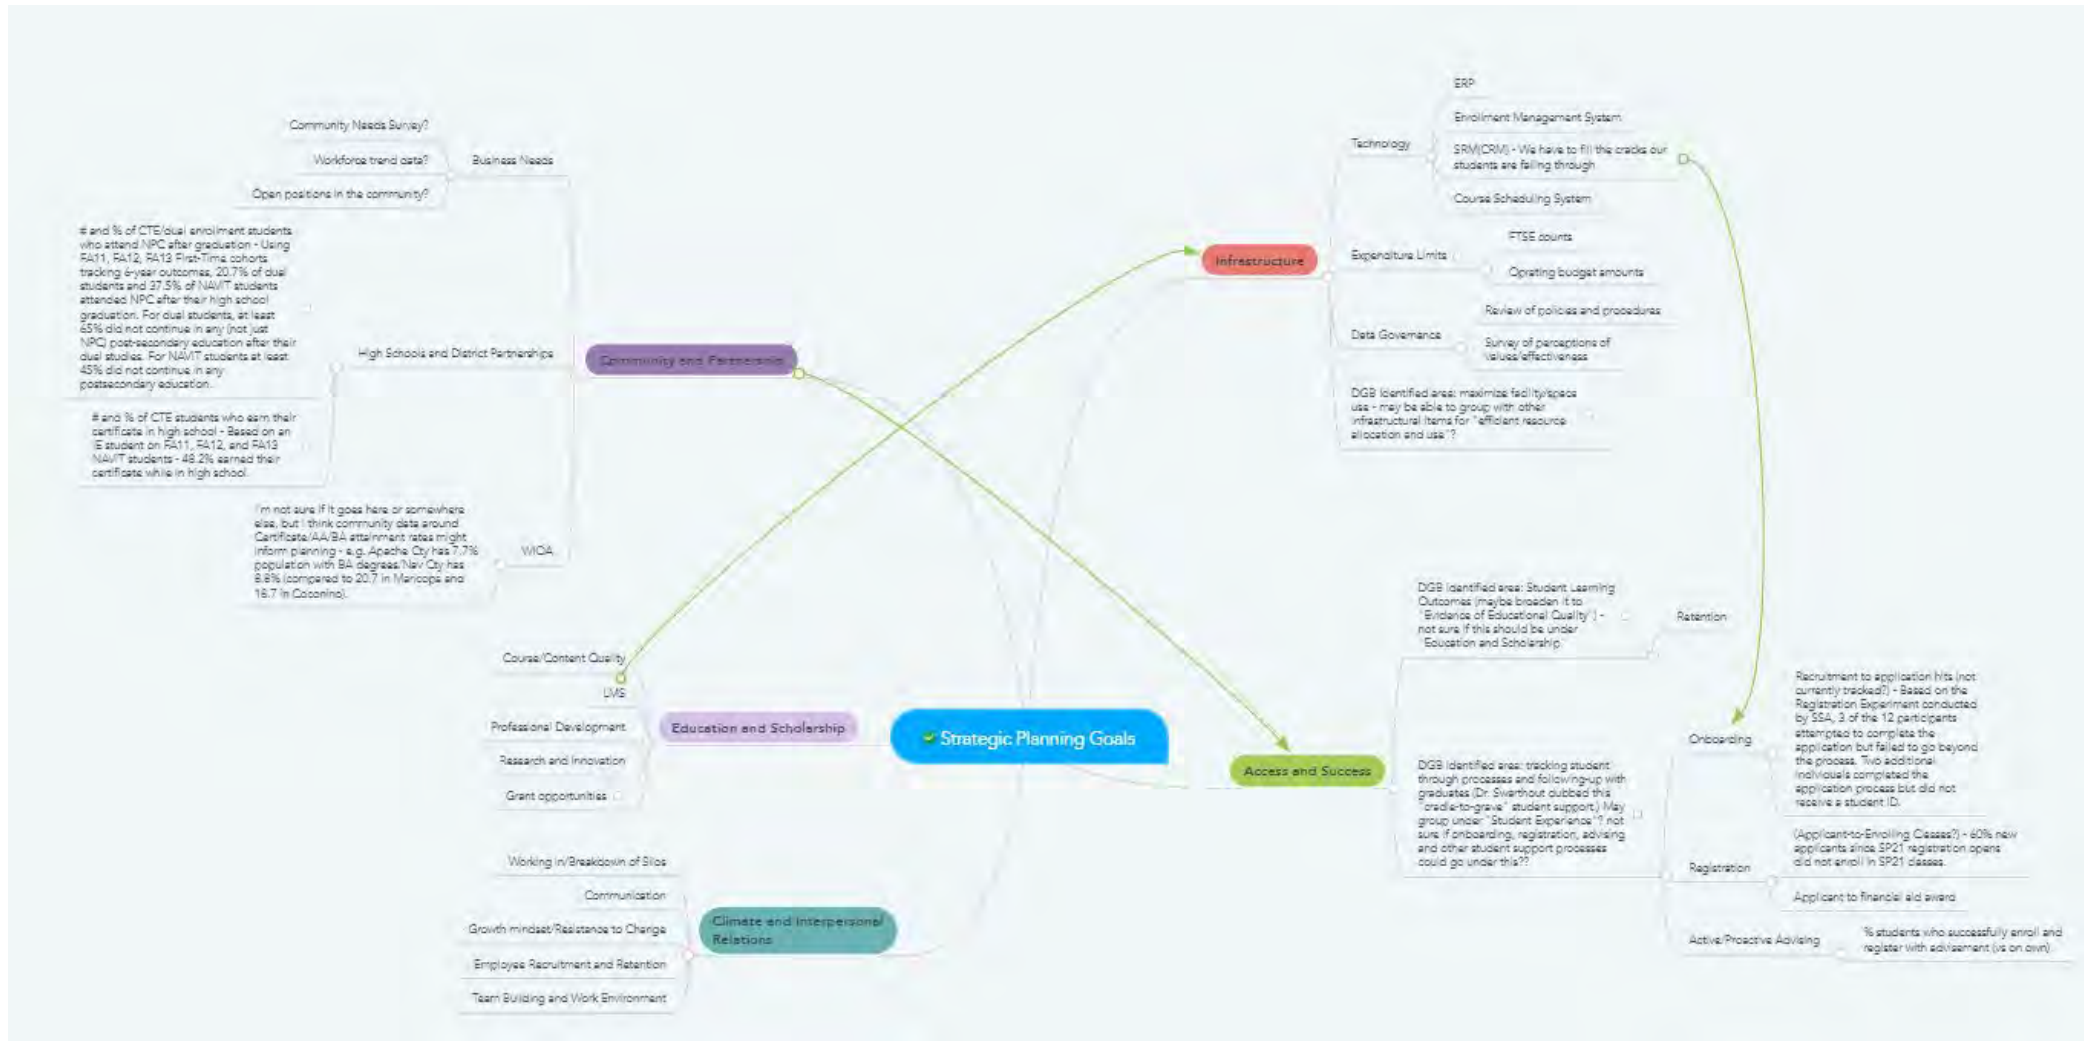 Strategic Planning Goals
Community and Partnership
Business Needs
Community Needs Survey?
Workforce trend data?
Open positions in the community?
High Schools and District Partnerships
# and % of CTE/dual enrollment students
who attend NPC after graduation - Using
FA11, FA12, FA13 First-Time cohorts
tracking 6-year outcomes, 20.7% of dual
students and 37.5% of NAVIT students
attended NPC after their high school
graduation. For dual students, at least
65% did not continue in any (not just
NPC) post-secondary education after their
dual studies. For NAVIT students at least
45% did not continue in any
postsecondary education.
# and % of CTE students who earn their
certificate in high school - Based on an
IE student on FA11, FA12, and FA13
NAVIT students - 48.2% earned their
certificate while in high school.
WIOA
I'm not sure if it goes here or somewhere
else, but I think community data around
Certificate/AA/BA attainment rates might
inform planning - e.g. Apache Cty has 7.7%
population with BA degrees/Nav Cty has
8.8% (compared to 20.7 in Maricopa and
18.7 in Coconino).
Education and Scholarship
Course/Content Quality
LMS
Professional Development
Research and Innovation
Grant opportunities
Climate and Interpersonal
Relations
Working in/Breakdown of Silos
Communication
Growth mindset/Resistance to Change
Employee Recruitment and Retention
Team Building and Work Environment
Infrastructure
Technology
ERP
Enrollment Management System
SRM(CRM) - We have to fill the cracks our
students are falling through
Course Scheduling System
Expenditure Limits
FTSE counts
Oprating budget amounts
Data Governance
Review of policies and procedures
Survey of perceptions of
values/effectiveness
DGB identified area: maximize facility/space
use - may be able to group with other
infrastructural items for "efficient resource
allocation and use"?
Access and Success
DGB identified area: Student Learning
Outcomes (maybe broaden it to
"Evidence of Educational Quality") -
not sure if this should be under
"Education and Scholarship"
Retention
DGB identified area: tracking student
through processes and following-up with
graduates (Dr. Swarthout dubbed this
"cradle-to-grave" student support.) May
group under "Student Experience"? not
sure if onboarding, registration, advising
and other student support processes
could go under this??
Onboarding
Recruitment to application hits (not
currently tracked?) - Based on the
Registration Experiment conducted
by SSA, 3 of the 12 participants
attempted to complete the
application but failed to go beyond
the process. Two additional
individuals completed the
application process but did not
receive a student ID.
Registration
(Applicant-to-Enrolling Classes?) - 60% new
applicants since SP21 registration opens
did not enroll in SP21 classes.
Applicant to financial aid award
Active/Proactive Advising
% students who successfully enroll and
register with advisement (vs on own)